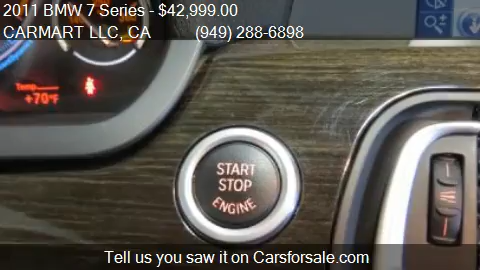 2011 BMW 7 Series - $42,999.00
CARMART LLC, CA (949) 288-6898
Temp
+70°F
START
STOP
ENGINE
Tell us you saw it on Carsforsale.com